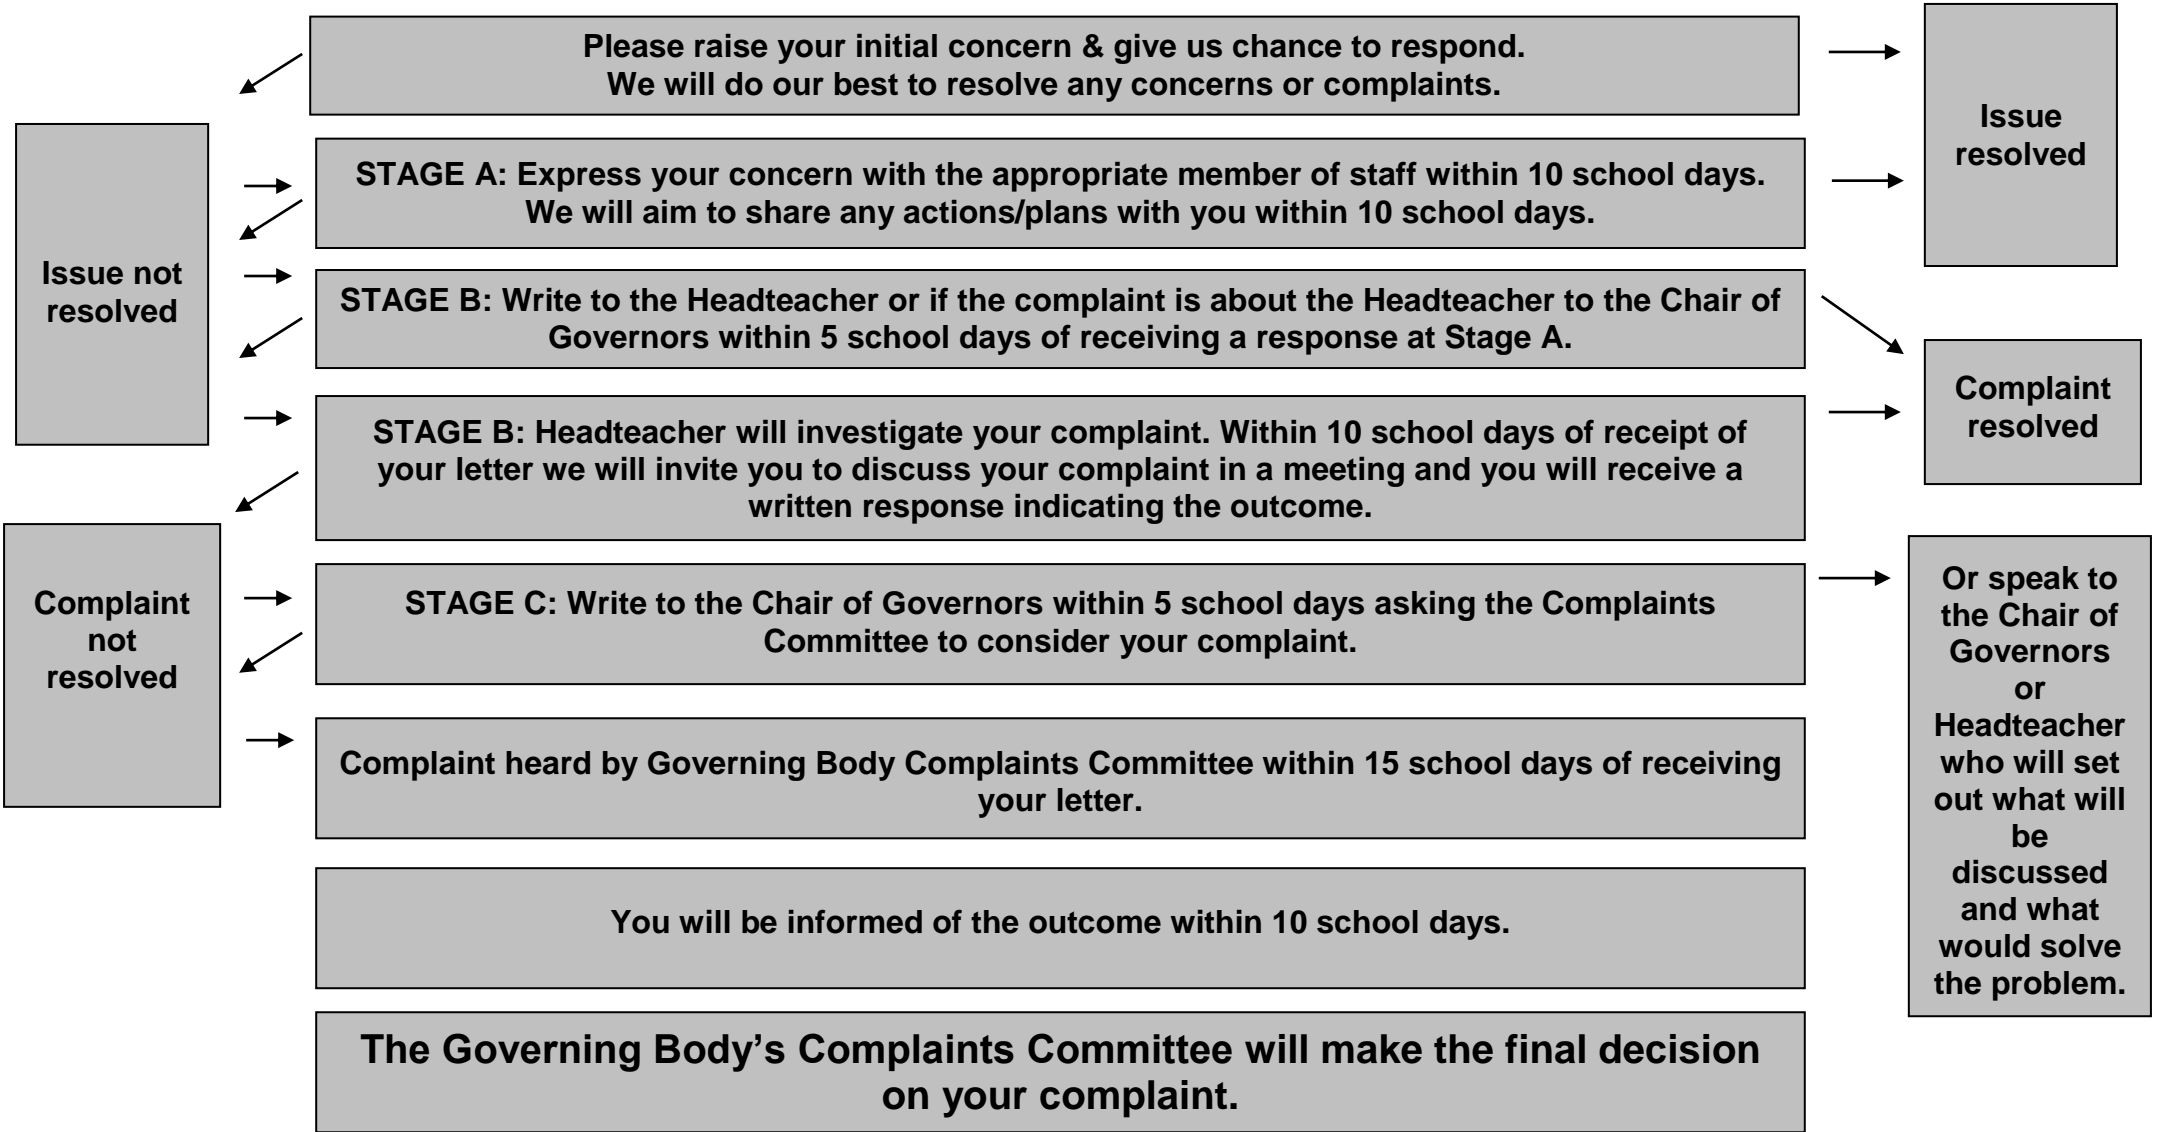 Please raise your initial concern & give us chance to respond.
We will do our best to resolve any concerns or complaints.
Issue
resolved
STAGE A: Express your concern with the appropriate member of staff within 10 school days.
We will aim to share any actions/plans with you within 10 school days.
Issue not
resolved
STAGE B: Write to the Headteacher or if the complaint is about the Headteacher to the Chair of
Governors within 5 school days of receiving a response at Stage A.
Complaint
resolved
STAGE B: Headteacher will investigate your complaint. Within 10 school days of receipt of
your letter we will invite you to discuss your complaint in a meeting and you will receive a
written response indicating the outcome.
Complaint
not
resolved
STAGE C: Write to the Chair of Governors within 5 school days asking the Complaints
Committee to consider your complaint.
Or speak to
the Chair of
Governors
or
Headteacher
who will set
out what will
be
discussed
and what
would solve
the problem.
Complaint heard by Governing Body Complaints Committee within 15 school days of receiving
your letter.
You will be informed of the outcome within 10 school days.
The Governing Body’s Complaints Committee will make the final decision
on your complaint.